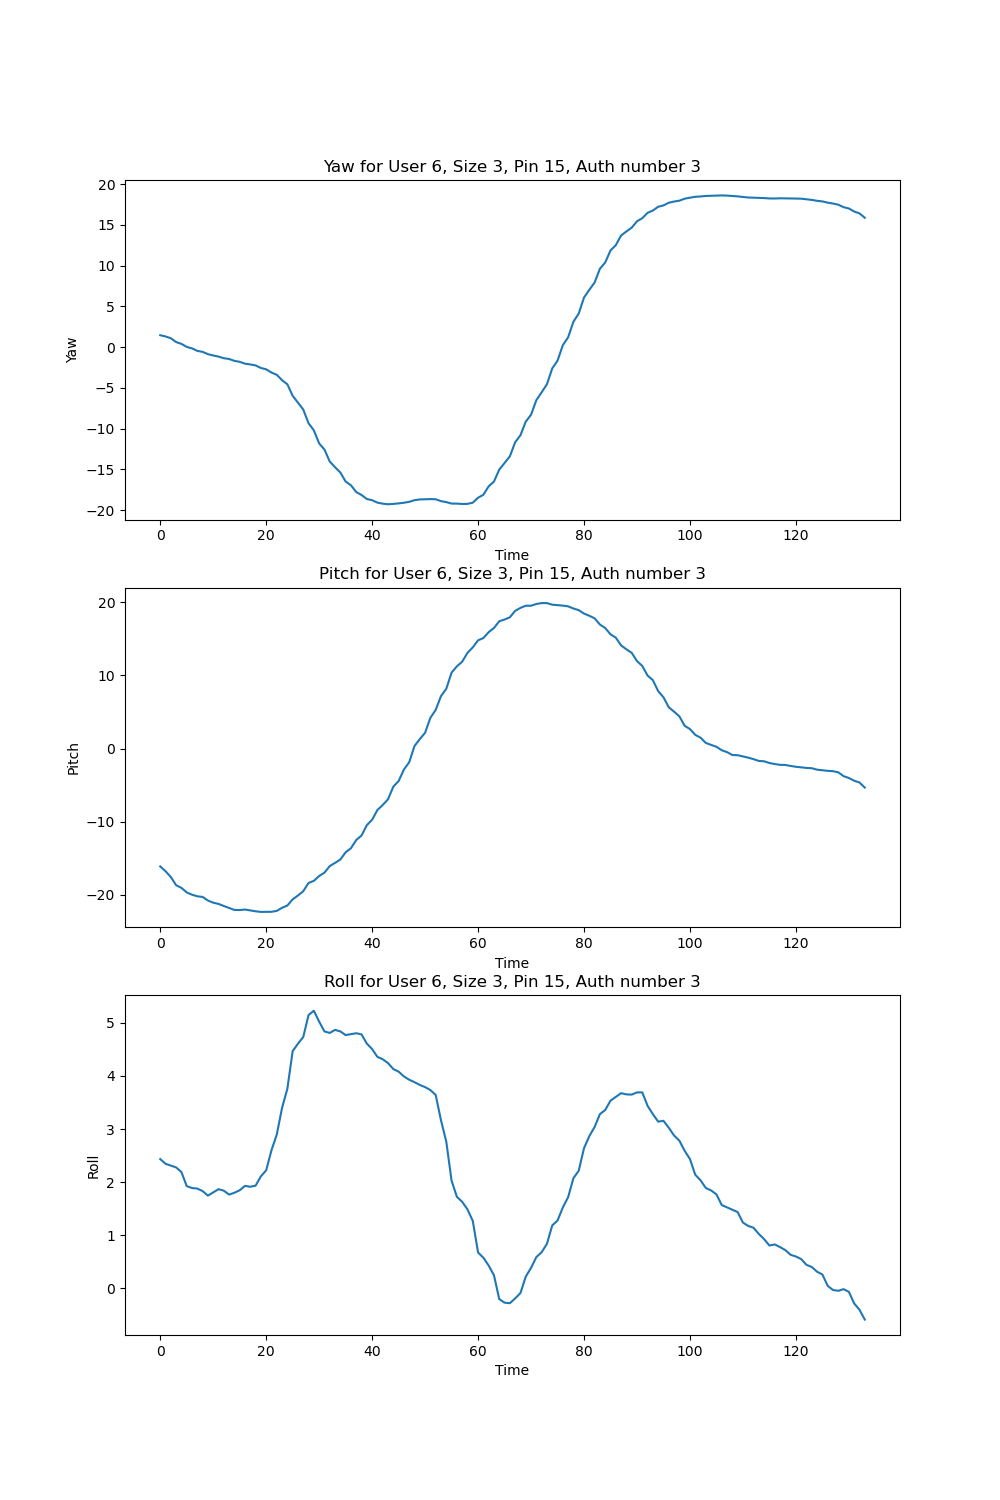 Yaw for User 6, Size 3, Pin 15, Auth number 3
20
15
10
5
0
−5
−10
−15
−20
Yaw
0 20 40 60 80 100 120
Time
Pitch for User 6, Size 3, Pin 15, Auth number 3
20
10
0
−10
−20
Pitch
0 20 40 60 80 100 120
Time
Roll for User 6, Size 3, Pin 15, Auth number 3
5
4
3
2
1
0
Roll
0 20 40 60 80 100 120
Time